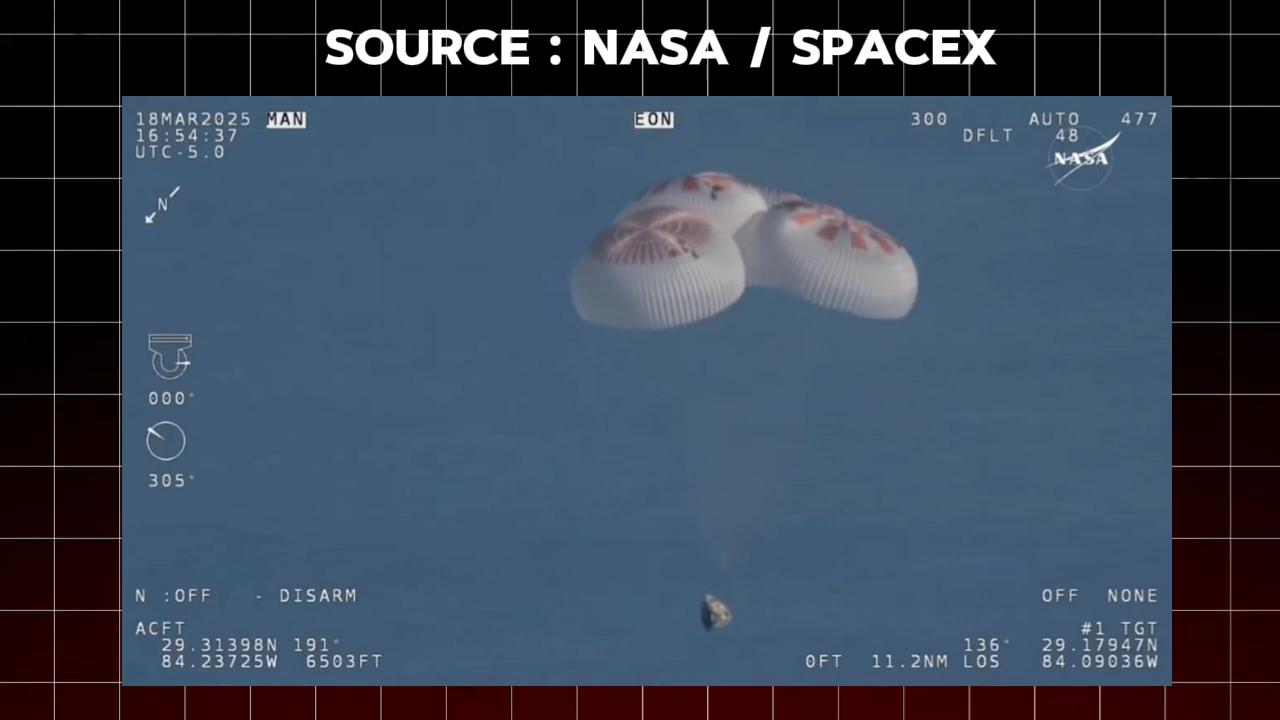 SOURCE : NASA / SPACEX
18MAR2025 MAN EON 300 AUTO 477
16:54:37 DFLT 48
UTC-5.0
NASA
N
000°
305°
N :OFF - DISARM OFF NONE
ACFT #1 TGT
29.31398N 191° 136° 29.17947N
84.23725W 6503FT 0FT 11.2NM LOS 84.09036W